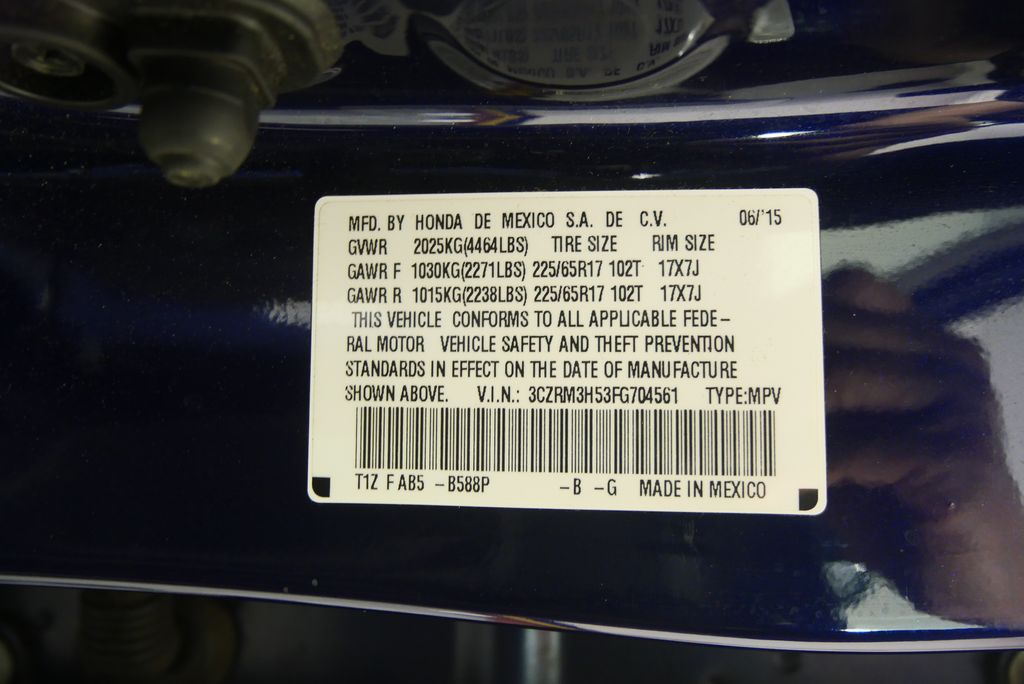 MFD. BY HONDA DE MEXICO S.A. DE C.V. 06/'15
GVWR 2025KG(4464LBS) TIRE SIZE RIM SIZE
GAWR F 1030KG(2271LBS) 225/65R17 102T 17X7J
GAWR R 1015KG(2238LBS) 225/65R17 102T 17X7J
THIS VEHICLE CONFORMS TO ALL APPLICABLE FEDE-
RAL MOTOR VEHICLE SAFETY AND THEFT PREVENTION
STANDARDS IN EFFECT ON THE DATE OF MANUFACTURE
SHOWN ABOVE. V.I.N.: 3CZRM3H53FG704561 TYPE:MPV
T1Z F AB5 -B588P -B -G MADE IN MEXICO